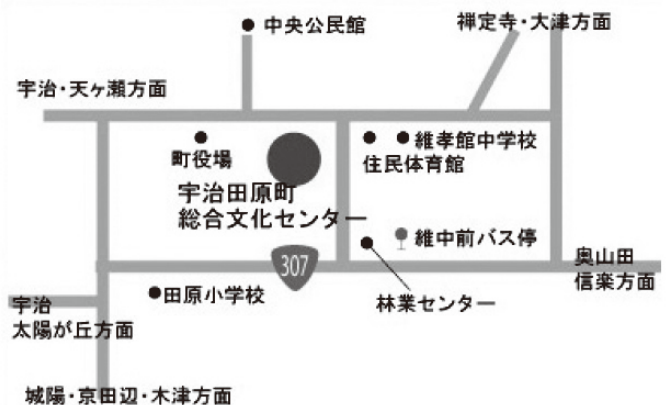 中央公民館
禅定寺・大津方面
宇治・天ヶ瀬方面
町役場
維孝館中学校
住民体育館
宇治田原町
総合文化センター
維中前バス停
307
奥山田
信楽方面
田原小学校
林業センター
宇治
太陽が丘方面
城陽・京田辺・木津方面